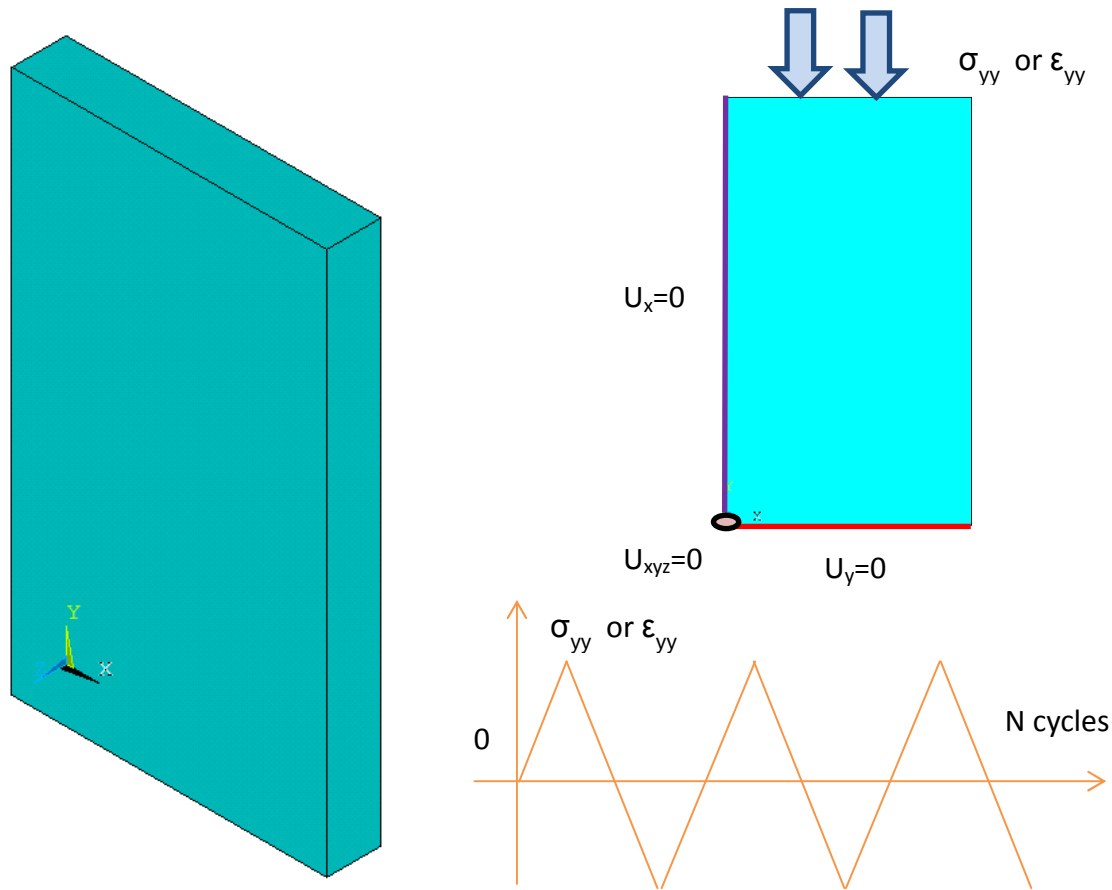 σyy or εyy
Ux=0
Y
X
Uxyz=0
Uy=0
Y
Z
X
σyy or εyy
0
N cycles